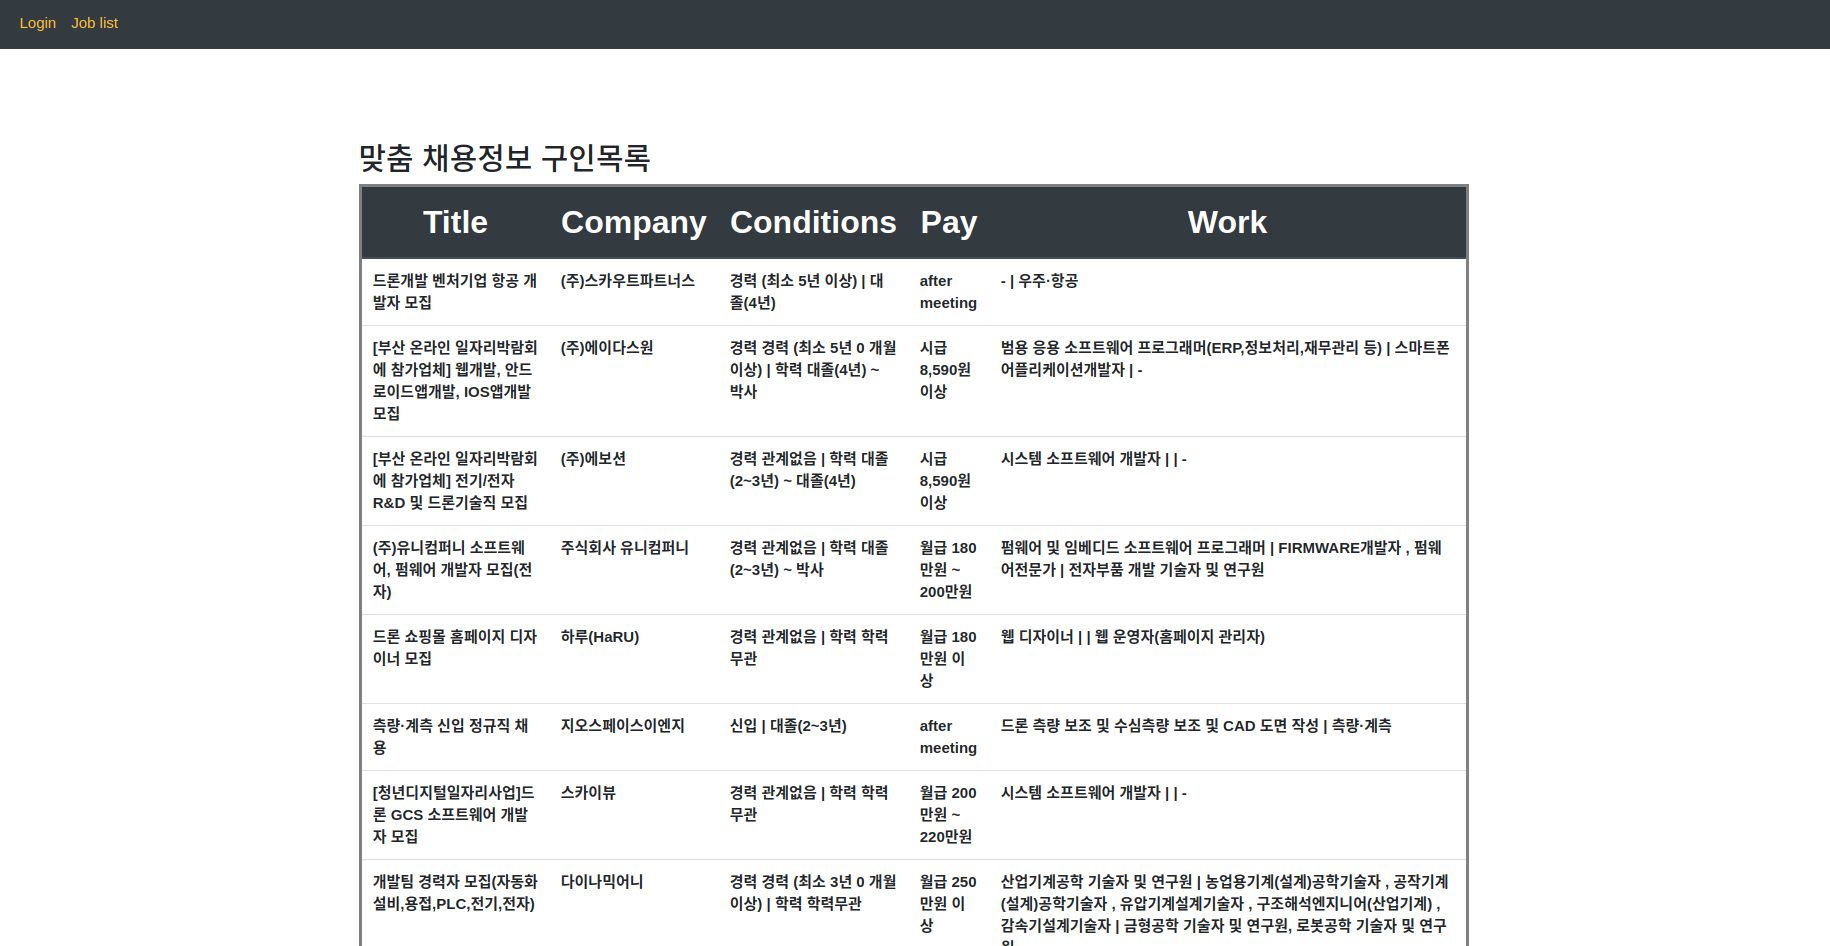 Login Job list
맞춤 채용정보 구인목록
Title Company Conditions Pay Work
드론개발 벤처기업 항공 개
발자 모집
(주)스카우트파트너스
경력 (최소 5년 이상) | 대
졸(4년)
after
meeting
- | 우주·항공
[부산 온라인 일자리박람회
에 참가업체] 웹개발, 안드
로이드앱개발, IOS앱개발
모집
(주)에이다스원
경력 경력 (최소 5년 0 개월
이상) | 학력 대졸(4년) ~
박사
시급
8,590원
이상
범용 응용 소프트웨어 프로그래머(ERP,정보처리,재무관리 등) | 스마트폰
어플리케이션개발자 | -
[부산 온라인 일자리박람회
에 참가업체] 전기/전자
R&D 및 드론기술직 모집
(주)에보션
경력 관계없음 | 학력 대졸
(2~3년) ~ 대졸(4년)
시급
8,590원
이상
시스템 소프트웨어 개발자 | | -
(주)유니컴퍼니 소프트웨
어, 펌웨어 개발자 모집(전
자)
주식회사 유니컴퍼니
경력 관계없음 | 학력 대졸
(2~3년) ~ 박사
월급 180
만원 ~
200만원
펌웨어 및 임베디드 소프트웨어 프로그래머 | FIRMWARE개발자 , 펌웨
어전문가 | 전자부품 개발 기술자 및 연구원
드론 쇼핑몰 홈페이지 디자
이너 모집
하루(HaRU)
경력 관계없음 | 학력 학력
무관
월급 180
만원 이
상
웹 디자이너 | | 웹 운영자(홈페이지 관리자)
측량·계측 신입 정규직 채
용
지오스페이스이엔지
신입 | 대졸(2~3년)
after
meeting
드론 측량 보조 및 수심측량 보조 및 CAD 도면 작성 | 측량·계측
[청년디지털일자리사업]드
론 GCS 소프트웨어 개발
자 모집
스카이뷰
경력 관계없음 | 학력 학력
무관
월급 200
만원 ~
220만원
시스템 소프트웨어 개발자 | | -
개발팀 경력자 모집(자동화
설비,용접,PLC,전기,전자)
다이나믹어니
경력 경력 (최소 3년 0 개월
이상) | 학력 학력무관
월급 250
만원 이
상
산업기계공학 기술자 및 연구원 | 농업용기계(설계)공학기술자 , 공작기계
(설계)공학기술자 , 유압기계설계기술자 , 구조해석엔지니어(산업기계) ,
감속기설계기술자 | 금형공학 기술자 및 연구원, 로봇공학 기술자 및 연구